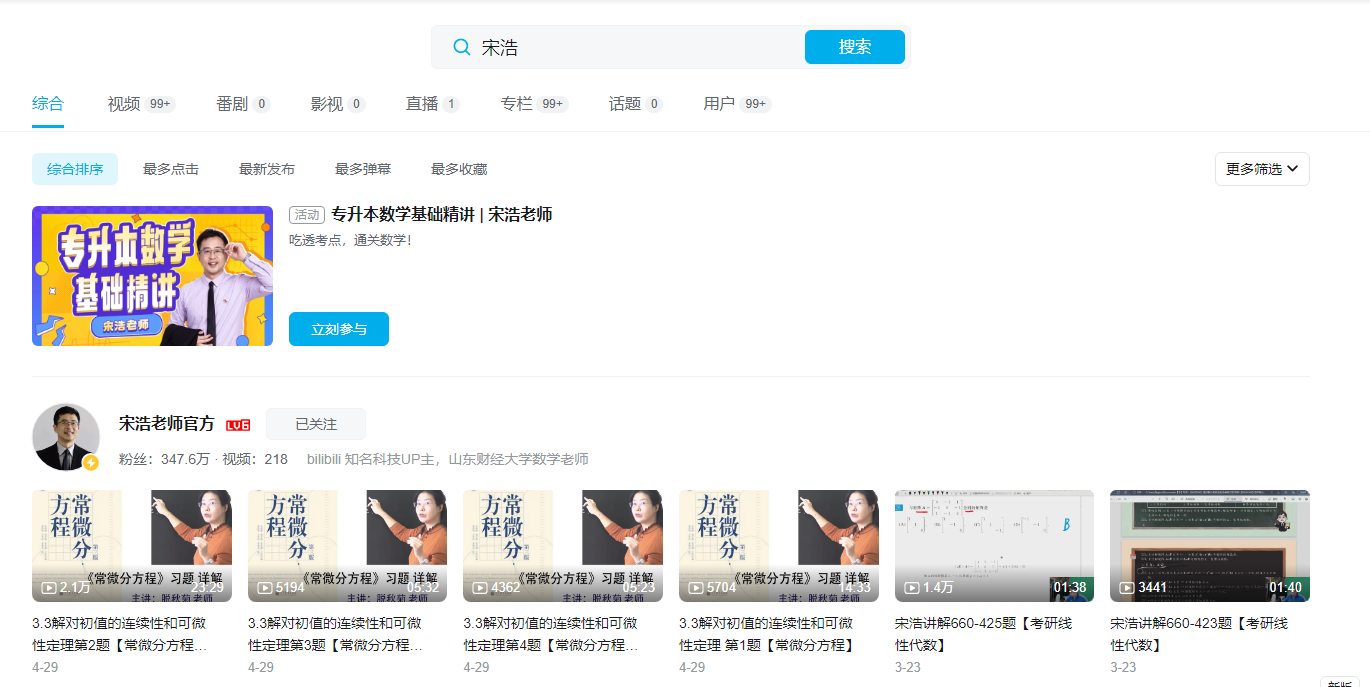 宋浩
搜索
综合
视频 99+
番剧 0
影视 0
直播 1
专栏 99+
话题 0
用户 99+
综合排序
最多点击
最新发布
最多弹幕
最多收藏
更多筛选
专升本数学
基础精讲
宋浩老师
活动 专升本数学基础精讲 | 宋浩老师
吃透考点，通关数学！
立刻参与
宋浩老师官方 LV6
已关注
粉丝：347.6万 · 视频：218 bilibili 知名科技UP主，山东财经大学数学老师
常微分
方程
《常微分方程》习题 详解
2.1万 23:29
主讲：脱秋菊 老师
3.3解对初值的连续性和可微
性定理第2题【常微分方程...
4-29
常微分
方程
《常微分方程》习题 详解
5194 05:32
主讲：脱秋菊 老师
3.3解对初值的连续性和可微
性定理第3题【常微分方程...
4-29
常微分
方程
《常微分方程》习题 详解
4362 05:23
主讲：脱秋菊 老师
3.3解对初值的连续性和可微
性定理第4题【常微分方程...
4-29
常微分
方程
《常微分方程》习题 详解
5704 14:33
主讲：脱秋菊 老师
3.3解对初值的连续性和可微
性定理 第1题【常微分方程】
4-29
B
1.4万 01:38
宋浩讲解660-425题【考研线
性代数】
3-23
3441 01:40
宋浩讲解660-423题【考研线
性代数】
3-23
新版